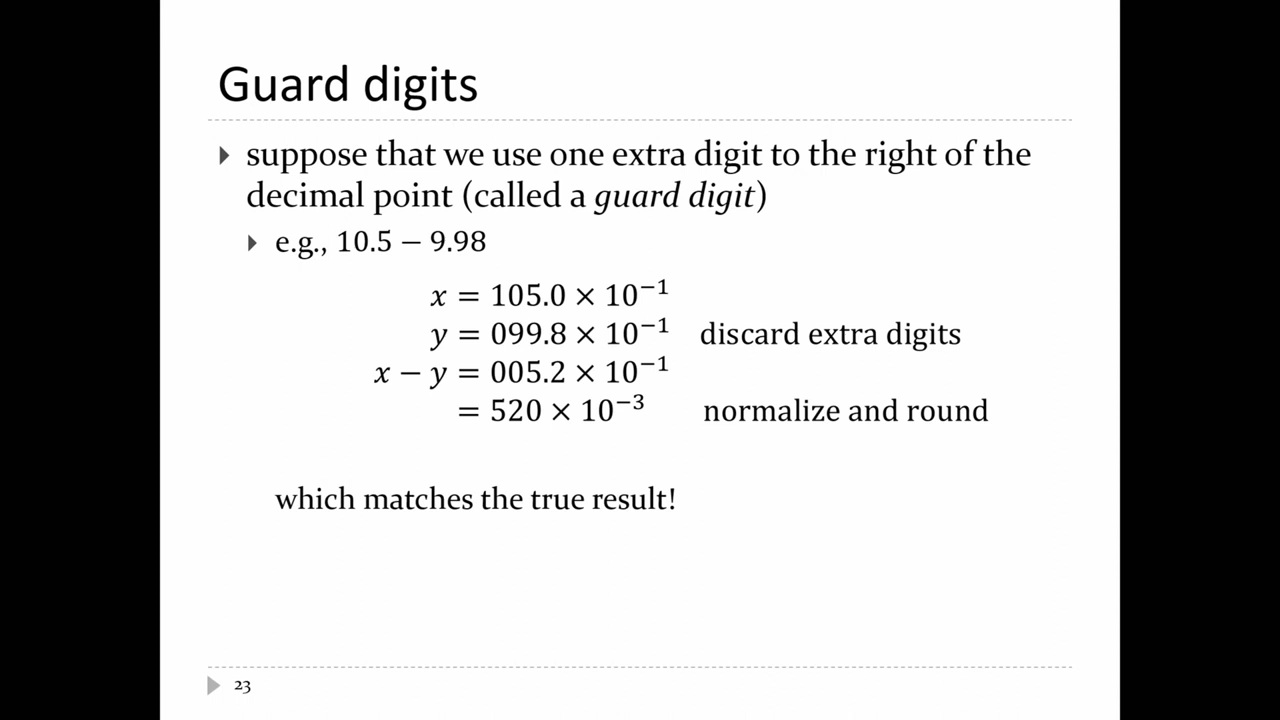 Guard digits
suppose that we use one extra digit to the right of the
decimal point (called a guard digit)
e.g., 10.5 − 9.98
x = 105.0 × 10⁻¹
y = 099.8 × 10⁻¹ discard extra digits
x − y = 005.2 × 10⁻¹
= 520 × 10⁻³ normalize and round
which matches the true result!
23